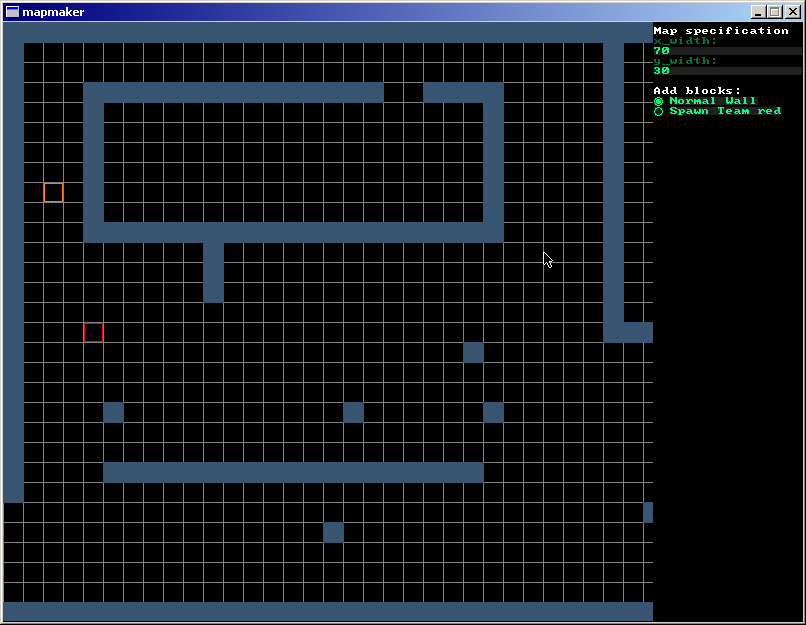 mapmaker
Map specification
x_width:
70
y_width:
30
Add blocks:
Normal Wall
Spawn Team red